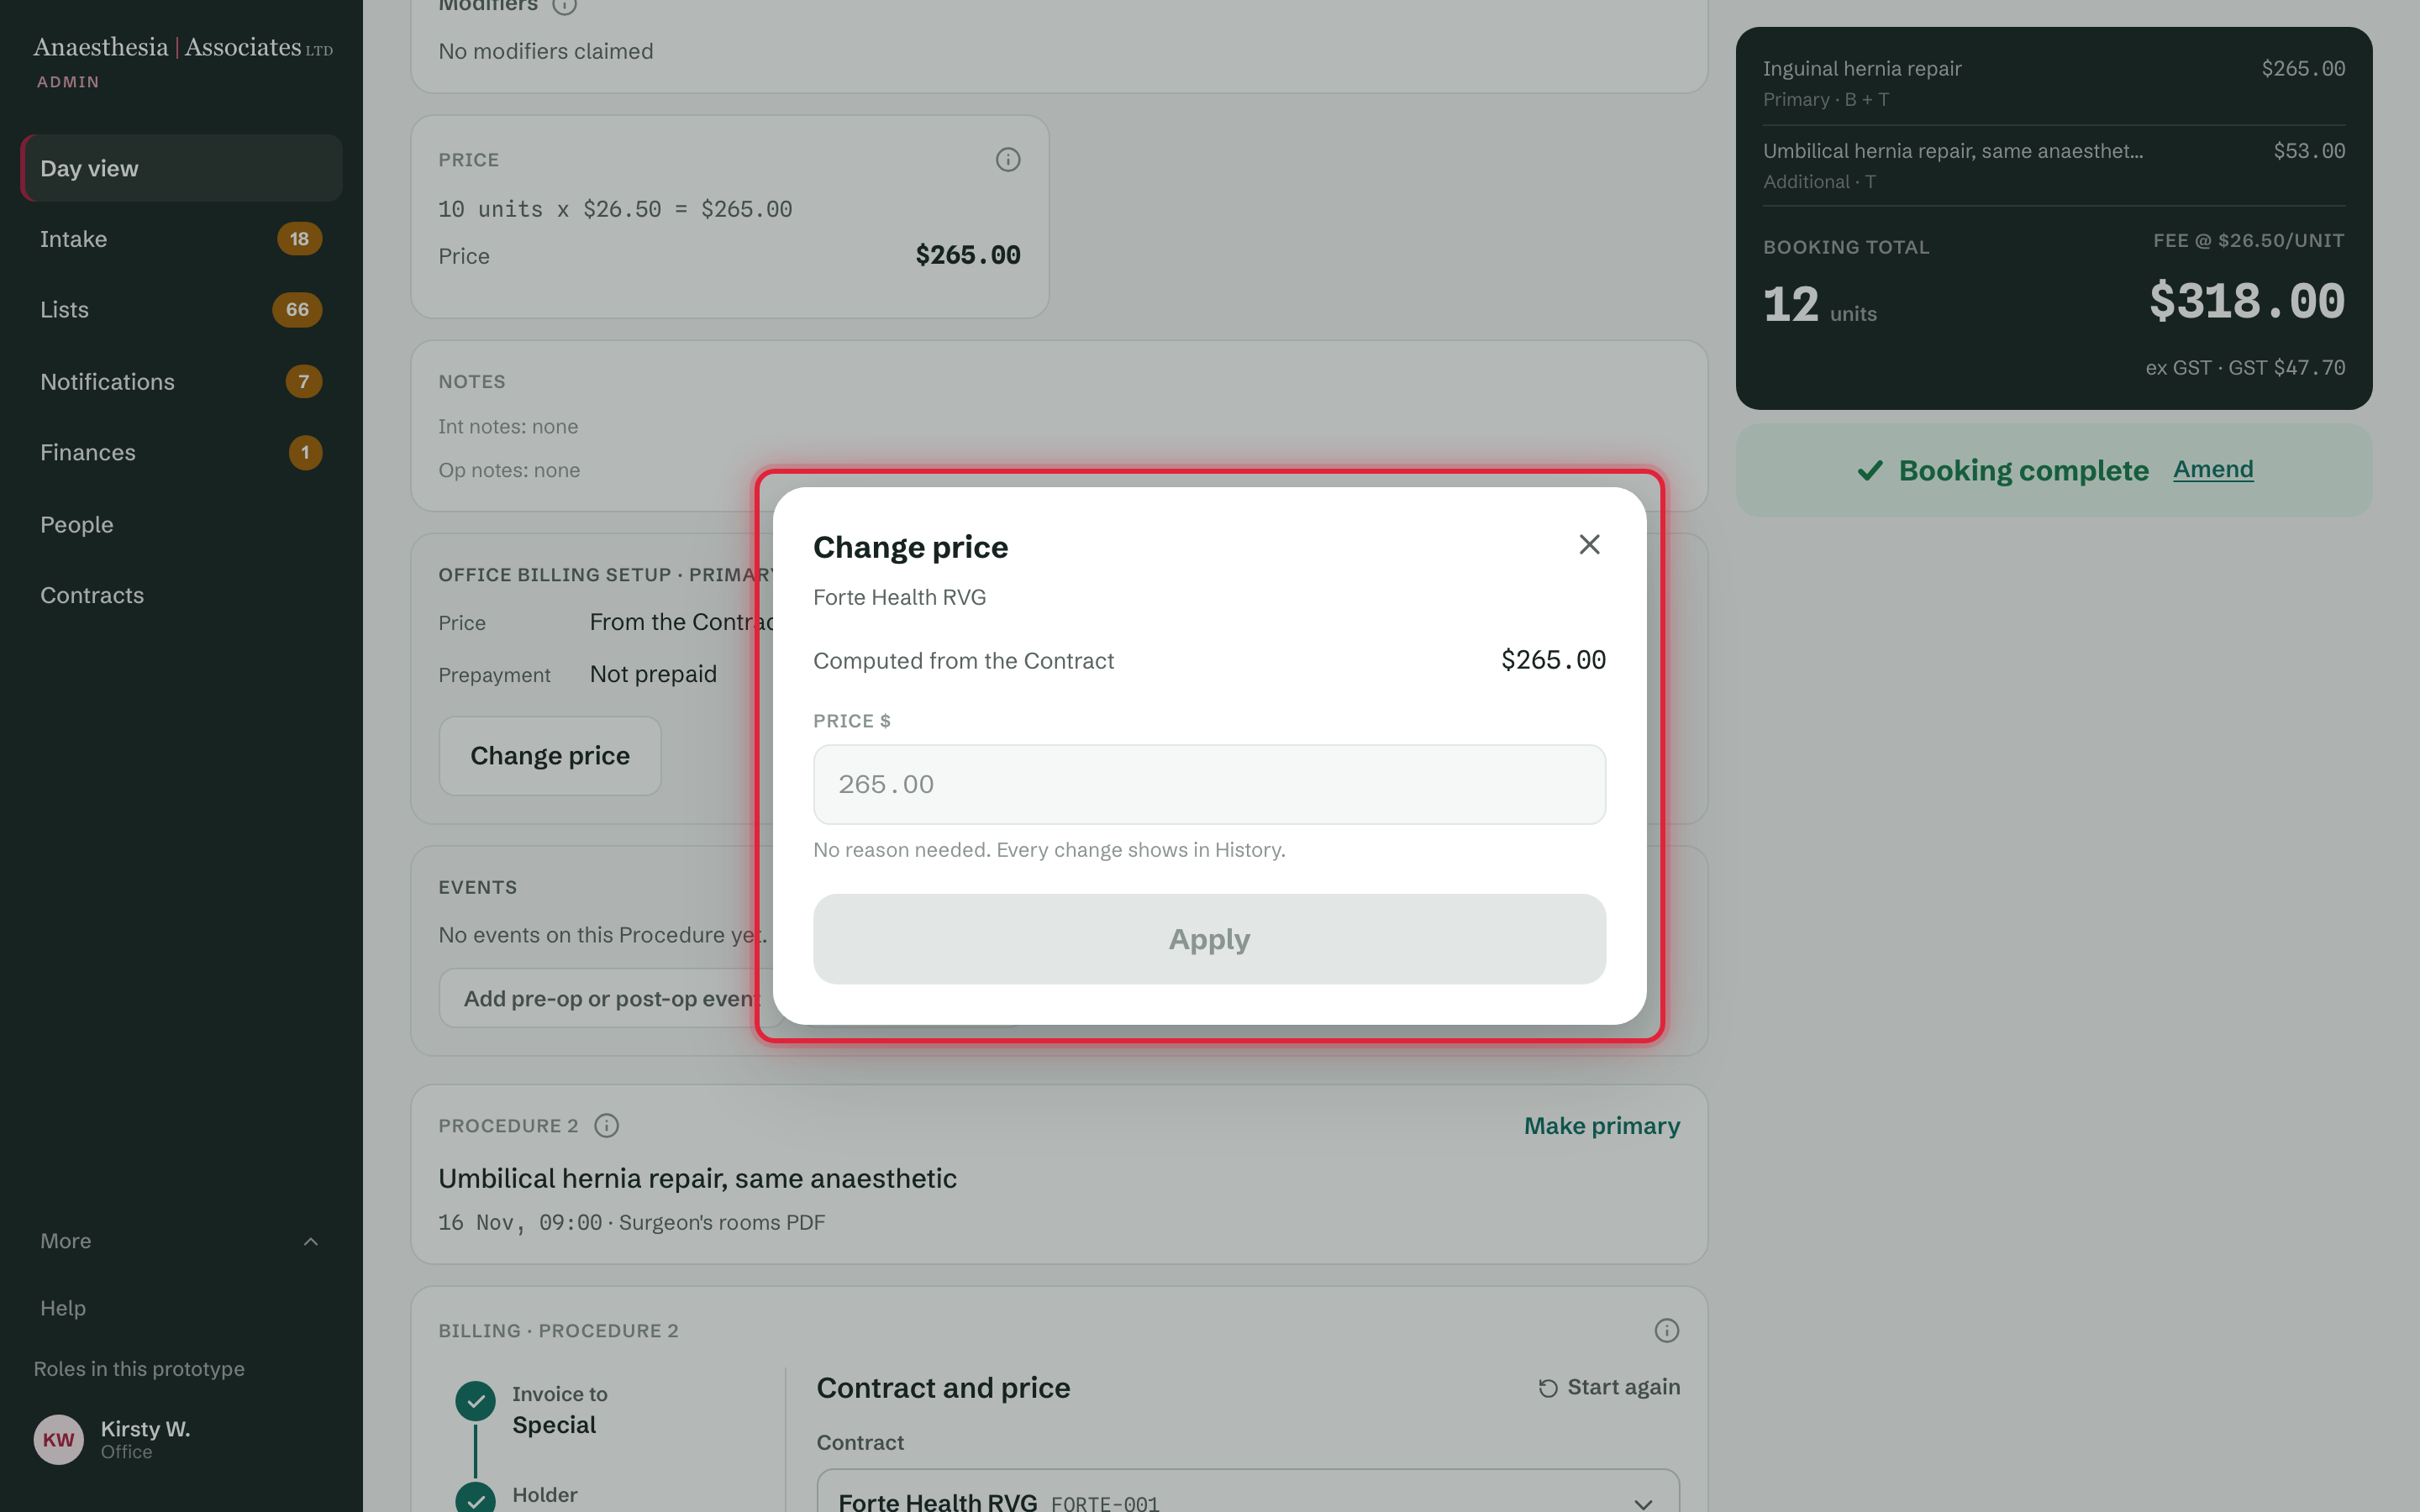 Anaesthesia | Associates LTD
ADMIN
Day view
Intake 18
Lists 66
Notifications 7
Finances 1
People
Contracts
More
Help
Roles in this prototype
KW Kirsty W.
Office
Modifiers
No modifiers claimed
PRICE
10 units x $26.50 = $265.00
Price $265.00
NOTES
Int notes: none
Op notes: none
OFFICE BILLING SETUP · PRIMARY
Price From the Contrac
Prepayment Not prepaid
Change price
EVENTS
No events on this Procedure yet.
Add pre-op or post-op event
PROCEDURE 2 Make primary
Umbilical hernia repair, same anaesthetic
16 Nov, 09:00 · Surgeon's rooms PDF
BILLING · PROCEDURE 2
Invoice to
Special
Holder
Contract and price Start again
Contract
Forte Health RVG FORTE-001
Change price
Forte Health RVG
Computed from the Contract $265.00
PRICE $
265.00
No reason needed. Every change shows in History.
Apply
Inguinal hernia repair $265.00
Primary · B + T
Umbilical hernia repair, same anaesthet... $53.00
Additional · T
BOOKING TOTAL FEE @ $26.50/UNIT
12 units $318.00
ex GST · GST $47.70
Booking complete Amend